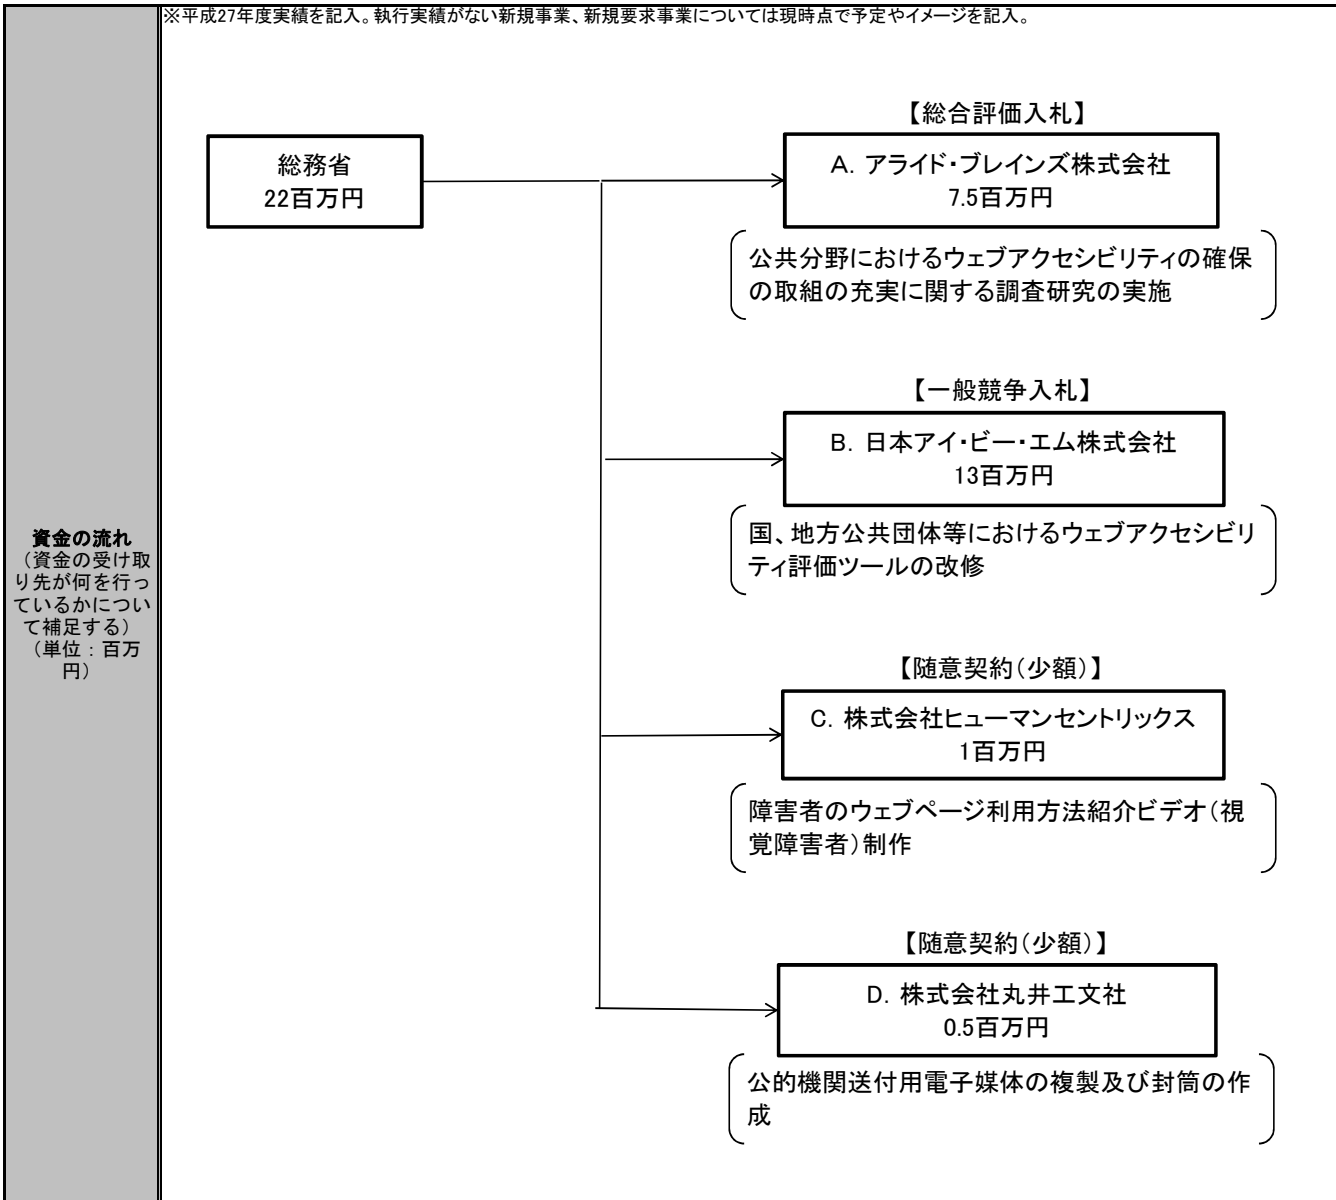 ※平成27年度実績を記入。執行実績がない新規事業、新規要求事業については現時点で予定やイメージを記入。
資金の流れ
（資金の受け取
り先が何を行っ
ているかについ
て補足する）
（単位：百万
円）
総務省
22百万円
【総合評価入札】
A．アライド・ブレインズ株式会社
7.5百万円
公共分野におけるウェブアクセシビリティの確保
の取組の充実に関する調査研究の実施
【一般競争入札】
B．日本アイ・ビー・エム株式会社
13百万円
国、地方公共団体等におけるウェブアクセシビリ
ティ評価ツールの改修
【随意契約（少額）】
C．株式会社ヒューマンセントリックス
1百万円
障害者のウェブページ利用方法紹介ビデオ（視
覚障害者）制作
【随意契約（少額）】
D．株式会社丸井工文社
0.5百万円
公的機関送付用電子媒体の複製及び封筒の作
成